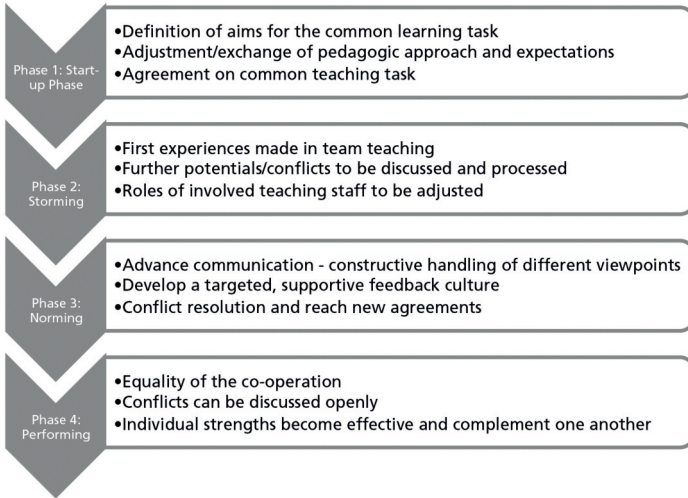 Phase 1: Start-
up Phase
•Definition of aims for the common learning task
•Adjustment/exchange of pedagogic approach and expectations
•Agreement on common teaching task
Phase 2:
Storming
•First experiences made in team teaching
•Further potentials/conflicts to be discussed and processed
•Roles of involved teaching staff to be adjusted
Phase 3:
Norming
•Advance communication - constructive handling of different viewpoints
•Develop a targeted, supportive feedback culture
•Conflict resolution and reach new agreements
Phase 4:
Performing
•Equality of the co-operation
•Conflicts can be discussed openly
•Individual strengths become effective and complement one another